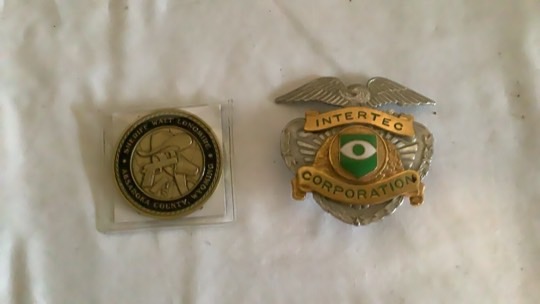 SHERIFF WALT LONGMIRE
ABSAROKA COUNTY, WYOMING
INTERTEC
CORPORATION